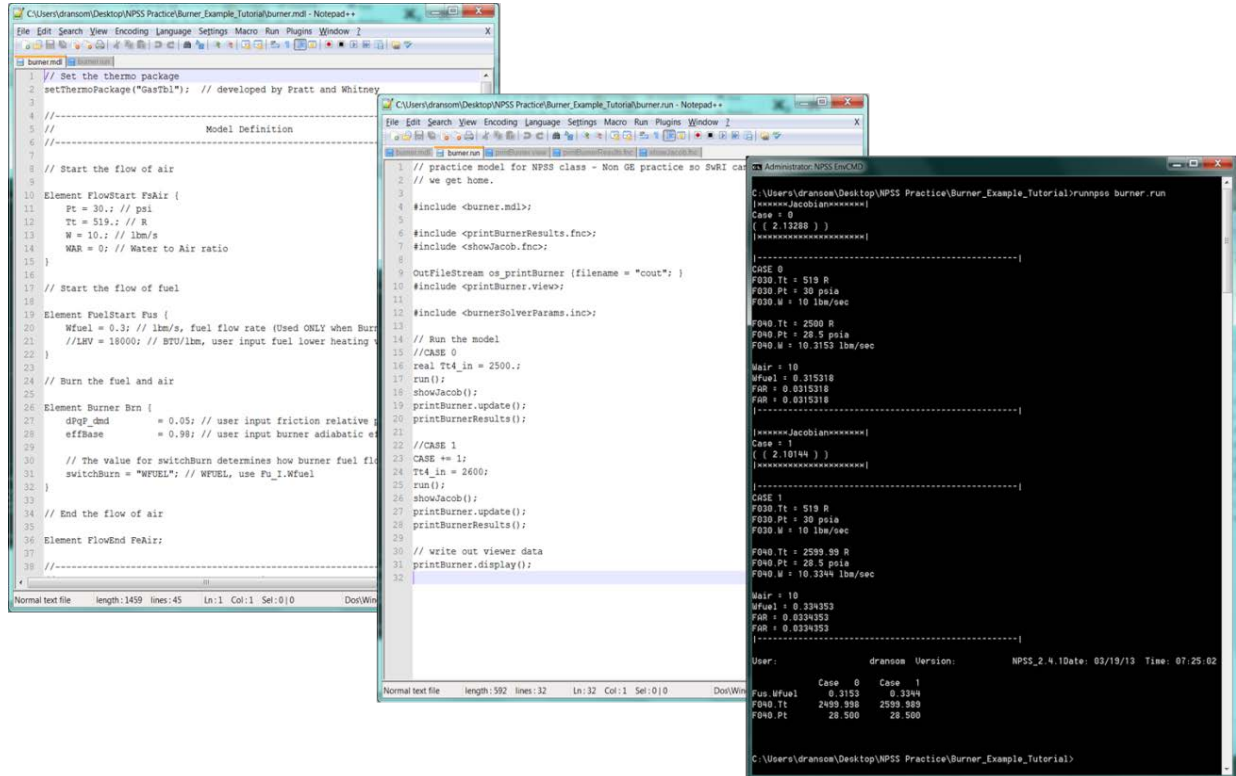 C:\Users\dransom\Desktop\NPSS Practice\Burner_Example_Tutorial\burner.mdl - Notepad++
File Edit Search View Encoding Language Settings Macro Run Plugins Window ? X
burner.mdl burner.run
1 // Set the thermo package
2 setThermoPackage("GasTbl"); // developed by Pratt and Whitney
3
4 //------------------------------------------------------------
5 // Model Definition
6 //------------------------------------------------------------
7
8 // Start the flow of air
9
10 Element FlowStart FsAir {
11 Pt = 30.; // psi
12 Tt = 519.; // R
13 W = 10.; // lbm/s
14 WAR = 0; // Water to Air ratio
15 }
16
17 // Start the flow of fuel
18
19 Element FuelStart Fus {
20 Wfuel = 0.3; // lbm/s, fuel flow rate (Used ONLY when Burn
21 //LHV = 18000; // BTU/lbm, user input fuel lower heating v
22 }
23
24 // Burn the fuel and air
25
26 Element Burner Brn {
27 dPqP_dmd = 0.05; // user input friction relative p
28 effBase = 0.98; // user input burner adiabatic ef
29
30 // The value for switchBurn determines how burner fuel flo
31 switchBurn = "WFUEL"; // WFUEL, use Fu_I.Wfuel
32 }
33
34 // End the flow of air
35
36 Element FlowEnd FeAir;
37
38 //------------------------------------------------------------
Normal text file length : 1459 lines : 45 Ln : 1 Col : 1 Sel : 0 | 0 Dos\Win
C:\Users\dransom\Desktop\NPSS Practice\Burner_Example_Tutorial\burner.run - Notepad++
File Edit Search View Encoding Language Settings Macro Run Plugins Window ? X
burner.mdl burner.run printBurner.view printBurnerResults.fnc showJacob.fnc
1 // practice model for NPSS class - Non GE practice so SwRI can
2 // we get home.
3
4 #include <burner.mdl>;
5
6 #include <printBurnerResults.fnc>;
7 #include <showJacob.fnc>;
8
9 OutFileStream os_printBurner {filename = "cout"; }
10 #include <printBurner.view>;
11
12 #include <burnerSolverParams.inc>;
13
14 // Run the model
15 //CASE 0
16 real Tt4_in = 2500.;
17 run();
18 showJacob();
19 printBurner.update();
20 printBurnerResults();
21
22 //CASE 1
23 CASE += 1;
24 Tt4_in = 2600;
25 run();
26 showJacob();
27 printBurner.update();
28 printBurnerResults();
29
30 // write out viewer data
31 printBurner.display();
32
Normal text file length : 592 lines : 32 Ln : 32 Col : 1 Sel : 0 | 0 Dos\Win
Administrator: NPSS EnvCMD
C:\Users\dransom\Desktop\NPSS Practice\Burner_Example_Tutorial>runnpss burner.run
|******Jacobian*******|
Case = 0
( ( 2.13288 ) )
|*********************|
|--------------------------------------------------|
CASE 0
F030.Tt = 519 R
F030.Pt = 30 psia
F030.W = 10 lbm/sec
F040.Tt = 2500 R
F040.Pt = 28.5 psia
F040.W = 10.3153 lbm/sec
Wair = 10
Wfuel = 0.315318
FAR = 0.0315318
FAR = 0.0315318
|--------------------------------------------------|
|******Jacobian*******|
Case = 1
( ( 2.10144 ) )
|*********************|
|--------------------------------------------------|
CASE 1
F030.Tt = 519 R
F030.Pt = 30 psia
F030.W = 10 lbm/sec
F040.Tt = 2599.99 R
F040.Pt = 28.5 psia
F040.W = 10.3344 lbm/sec
Wair = 10
Wfuel = 0.334353
FAR = 0.0334353
FAR = 0.0334353
|--------------------------------------------------|
User: dransom Version: NPSS_2.4.1Date: 03/19/13 Time: 07:25:02
Case 0 Case 1
Fus.Wfuel 0.3153 0.3344
F040.Tt 2499.998 2599.989
F040.Pt 28.500 28.500
C:\Users\dransom\Desktop\NPSS Practice\Burner_Example_Tutorial>